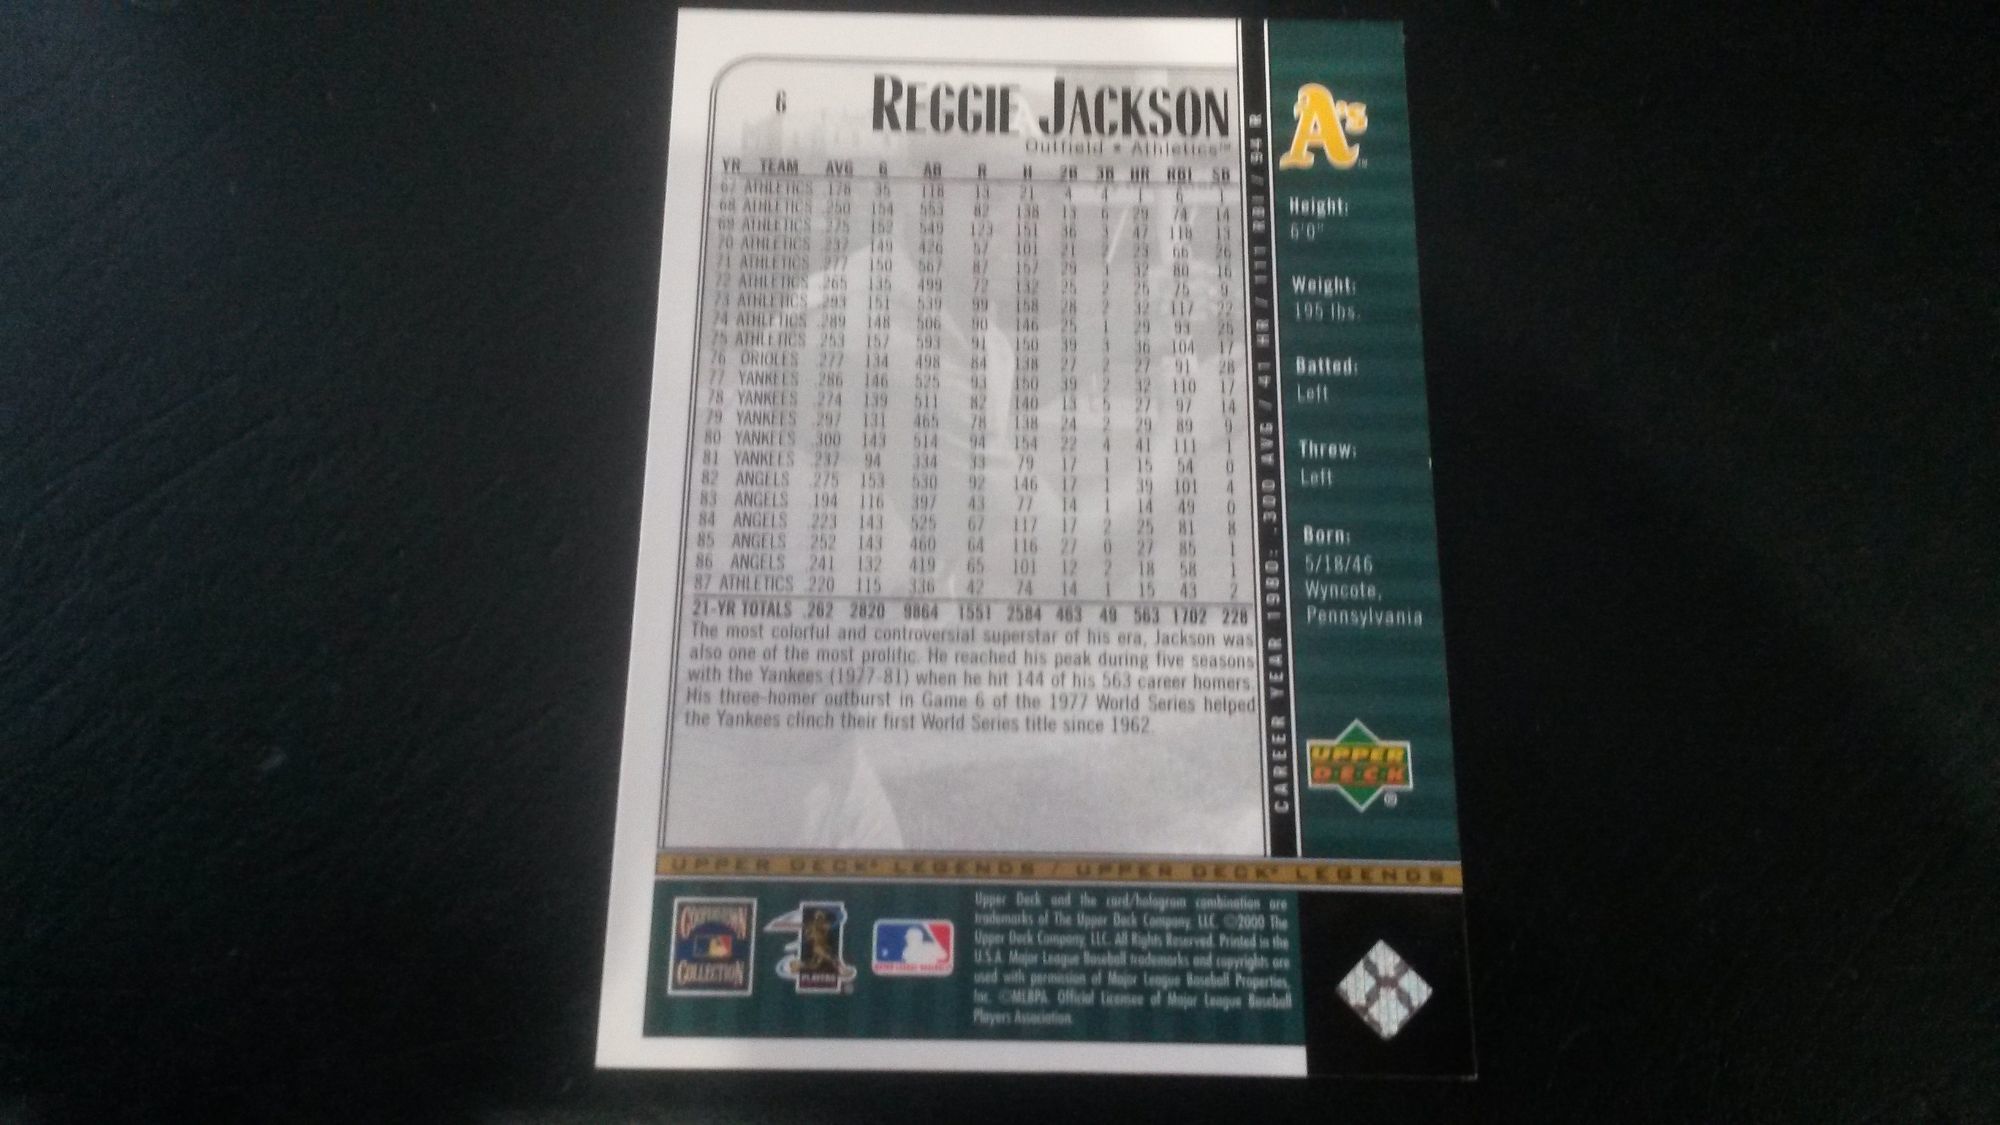 6
REGGIE JACKSON
Outfield • Athletics™
YR TEAM AVG G AB R H 2B 3B HR RBI SB
67 ATHLETICS .178 35 118 13 21 4 4 1 6 1
68 ATHLETICS .250 154 553 82 138 13 6 29 74 14
69 ATHLETICS .275 152 549 123 151 36 3 47 118 13
70 ATHLETICS .237 149 426 57 101 21 2 23 66 26
71 ATHLETICS .277 150 567 87 157 29 3 32 80 16
72 ATHLETICS .265 135 499 72 132 25 2 25 75 9
73 ATHLETICS .293 151 539 99 158 28 2 32 117 22
74 ATHLETICS .289 148 506 90 146 25 1 29 93 25
75 ATHLETICS .253 157 593 91 150 39 3 36 104 17
76 ORIOLES .277 134 498 84 138 27 2 27 91 28
77 YANKEES .286 146 525 93 150 39 2 32 110 17
78 YANKEES .274 139 511 82 140 13 5 27 97 14
79 YANKEES .297 131 465 78 138 24 2 29 89 9
80 YANKEES .300 143 514 94 154 22 4 41 111 1
81 YANKEES .237 94 334 33 79 17 1 15 54 0
82 ANGELS .275 153 530 92 146 17 1 39 101 4
83 ANGELS .194 116 397 43 77 14 1 14 49 0
84 ANGELS .223 143 525 67 117 17 2 25 81 8
85 ANGELS .252 143 460 64 116 27 0 27 85 1
86 ANGELS .241 132 419 65 101 12 2 18 58 1
87 ATHLETICS .220 115 336 42 74 14 1 15 43 2
21-YR TOTALS .262 2820 9864 1551 2584 463 49 563 1702 228
The most colorful and controversial superstar of his era, Jackson was
also one of the most prolific. He reached his peak during five seasons
with the Yankees (1977-81) when he hit 144 of his 563 career homers.
His three-homer outburst in Game 6 of the 1977 World Series helped
the Yankees clinch their first World Series title since 1962.
CAREER YEAR 1980: .300 AVG / 41 HR / 111 RBI / 94 R
A's
Height:
6'0"
Weight:
195 lbs.
Batted:
Left
Threw:
Left
Born:
5/18/46
Wyncote,
Pennsylvania
UPPER
DECK
UPPER DECK® LEGENDS / UPPER DECK® LEGENDS
COOPERSTOWN
COLLECTION
PLAYERS
Upper Deck and the card/hologram combination are
trademarks of The Upper Deck Company, LLC. ©2000 The
Upper Deck Company, LLC. All Rights Reserved. Printed in the
U.S.A. Major League Baseball trademarks and copyrights are
used with permission of Major League Baseball Properties,
Inc. ©MLBPA. Official Licensee of Major League Baseball
Players Association.